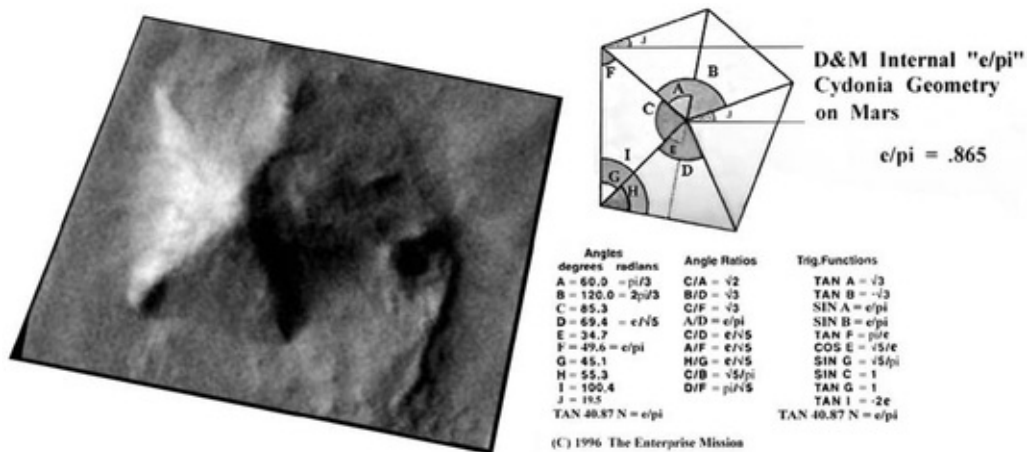 J
F
B
A
C
J
E
I
D
G
H
D&M Internal "e/pi"
Cydonia Geometry
on Mars
e/pi = .865
Angles
degrees radians
A = 60.0 = pi/3
B = 120.0 = 2pi/3
C = 85.3
D = 69.4 = e/√5
E = 34.7
F = 49.6 = e/pi
G = 45.1
H = 55.3
I = 100.4
J = 19.5
TAN 40.87 N = e/pi
Angle Ratios
C/A = √2
B/D = √3
C/F = √3
A/D = e/pi
C/D = e/√5
A/F = e/√5
H/G = e/√5
C/B = √5/pi
D/F = pi/√5
Trig.Functions
TAN A = √3
TAN B = -√3
SIN A = e/pi
SIN B = e/pi
TAN F = pi/e
COS E = √5/e
SIN G = √5/pi
SIN C = 1
TAN G = 1
TAN I = -2e
TAN 40.87 N = e/pi
(C) 1996 The Enterprise Mission